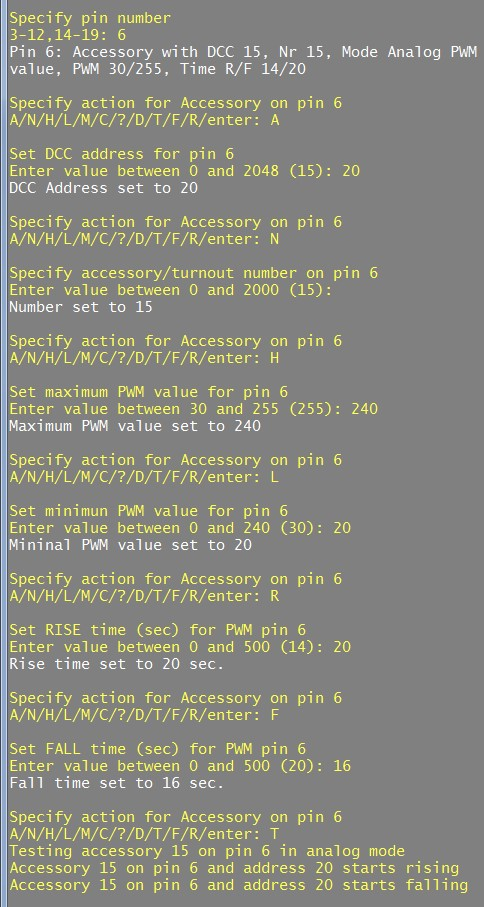 Specify pin number
3-12,14-19: 6
Pin 6: Accessory with DCC 15, Nr 15, Mode Analog PWM
value, PWM 30/255, Time R/F 14/20
Specify action for Accessory on pin 6
A/N/H/L/M/C/?/D/T/F/R/enter: A
Set DCC address for pin 6
Enter value between 0 and 2048 (15): 20
DCC Address set to 20
Specify action for Accessory on pin 6
A/N/H/L/M/C/?/D/T/F/R/enter: N
Specify accessory/turnout number on pin 6
Enter value between 0 and 2000 (15):
Number set to 15
Specify action for Accessory on pin 6
A/N/H/L/M/C/?/D/T/F/R/enter: H
Set maximum PWM value for pin 6
Enter value between 30 and 255 (255): 240
Maximum PWM value set to 240
Specify action for Accessory on pin 6
A/N/H/L/M/C/?/D/T/F/R/enter: L
Set minimun PWM value for pin 6
Enter value between 0 and 240 (30): 20
Mininal PWM value set to 20
Specify action for Accessory on pin 6
A/N/H/L/M/C/?/D/T/F/R/enter: R
Set RISE time (sec) for PWM pin 6
Enter value between 0 and 500 (14): 20
Rise time set to 20 sec.
Specify action for Accessory on pin 6
A/N/H/L/M/C/?/D/T/F/R/enter: F
Set FALL time (sec) for PWM pin 6
Enter value between 0 and 500 (20): 16
Fall time set to 16 sec.
Specify action for Accessory on pin 6
A/N/H/L/M/C/?/D/T/F/R/enter: T
Testing accessory 15 on pin 6 in analog mode
Accessory 15 on pin 6 and address 20 starts rising
Accessory 15 on pin 6 and address 20 starts falling